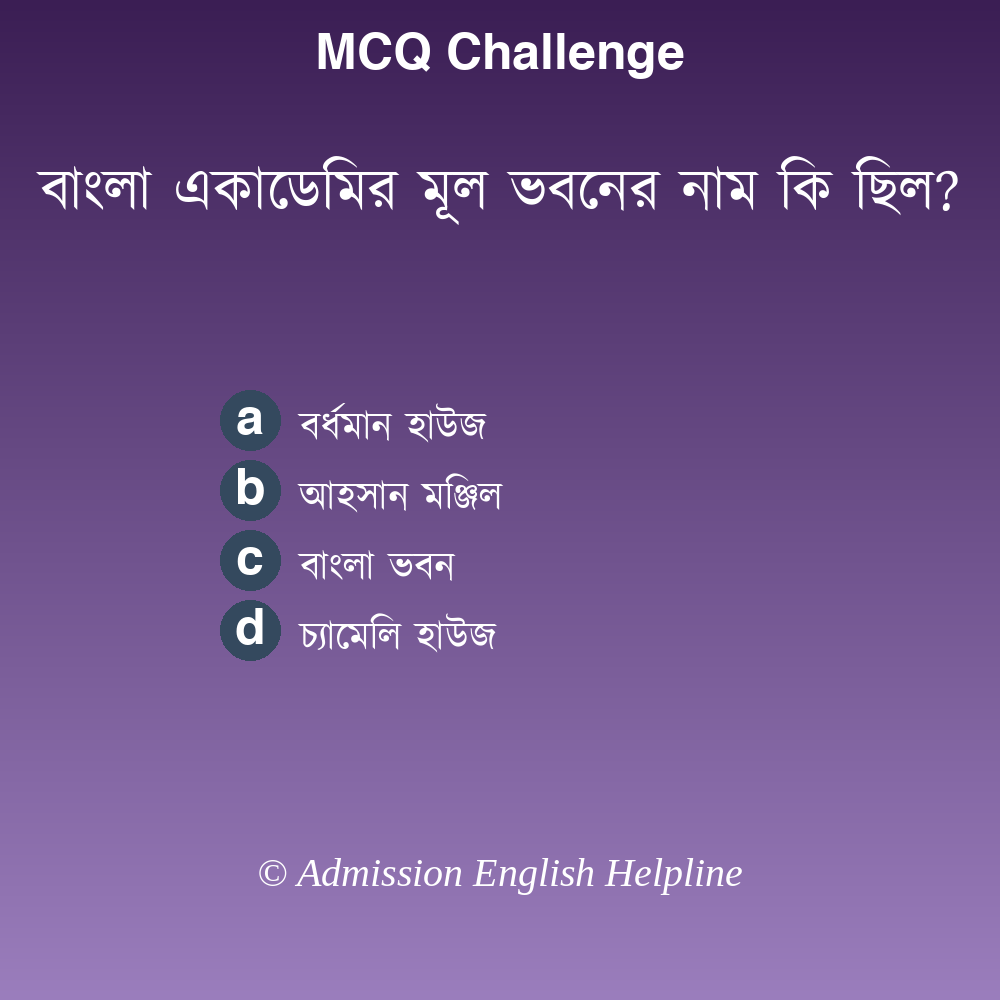 MCQ Challenge
বাংলা একাডেমির মূল ভবনের নাম কি ছিল?
a বর্ধমান হাউজ
b আহসান মঞ্জিল
c বাংলা ভবন
d চ্যামেলি হাউজ
© Admission English Helpline